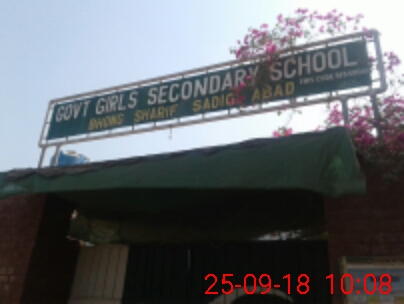 GOVT GIRLS SECONDARY SCHOOL
BHONG SHARIF SADIQ ABAD
25-09-18 10:08